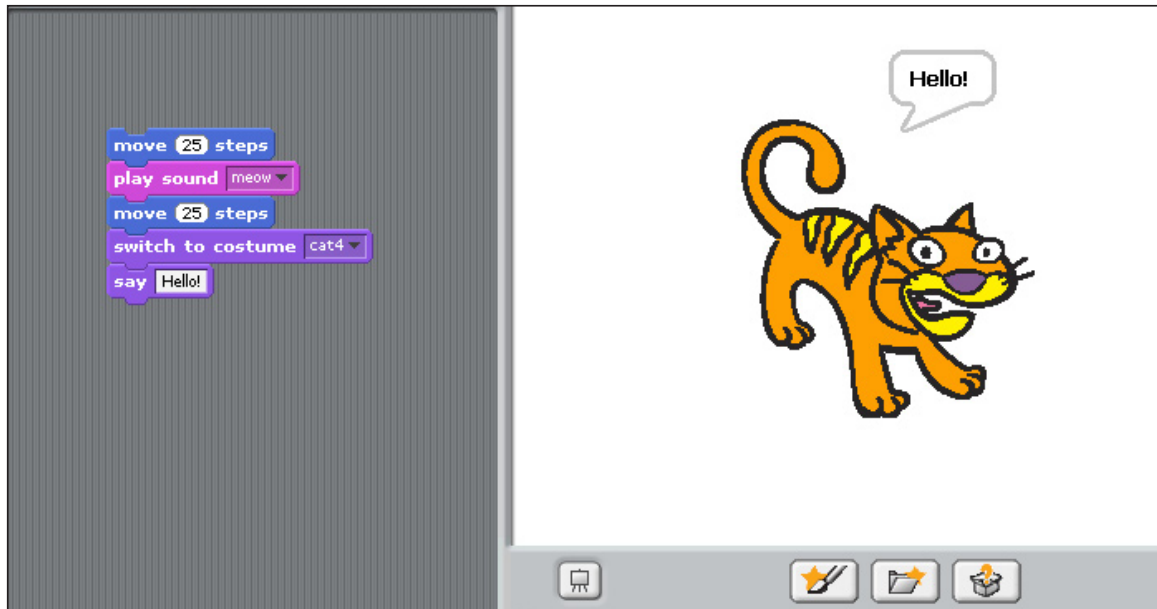 move 25 steps
play sound meow
move 25 steps
switch to costume cat4
say Hello!
Hello!